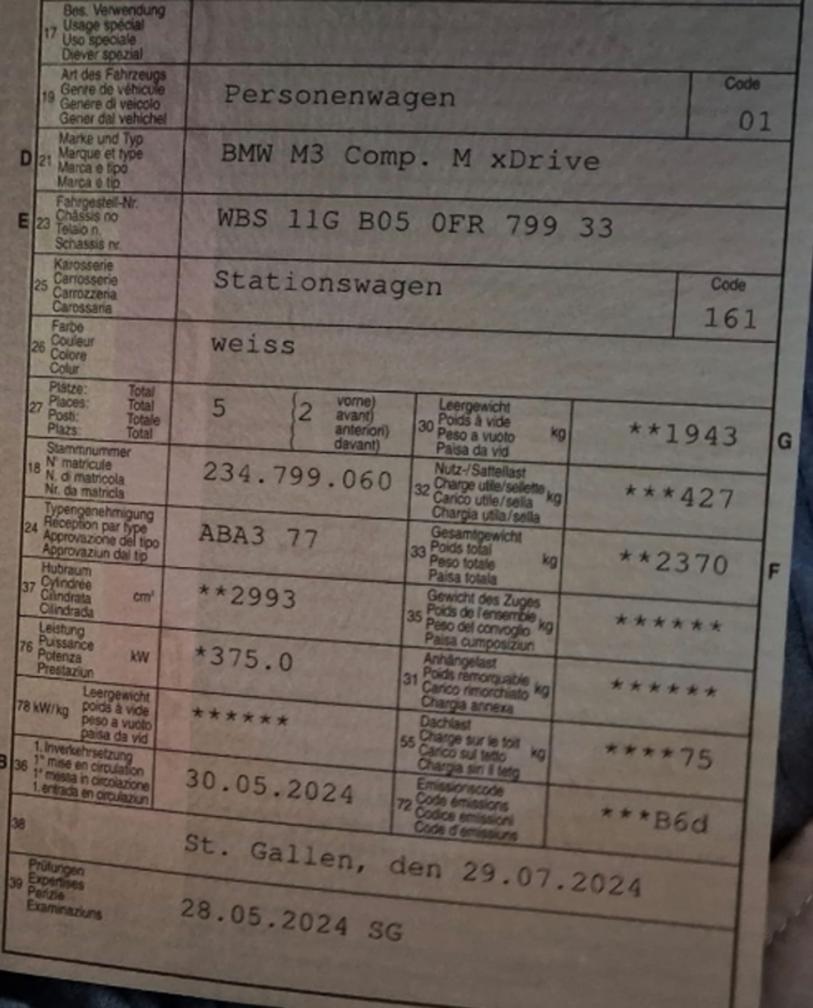 17 Bes. Verwendung
Usage spécial
Uso speciale
Diever spezial
19 Art des Fahrzeugs
Genre de véhicule
Genere di veicolo
Gener dal vehichel
Personenwagen
Code
01
D 21 Marke und Typ
Marque et type
Marca e tipo
Marca e tip
BMW M3 Comp. M xDrive
E 23 Fahrgestell-Nr.
Châssis no
Telaio n.
Schassis nr.
WBS 11G B05 0FR 799 33
25 Karosserie
Carrosserie
Carrozzeria
Carossaria
Stationswagen
Code
161
26 Farbe
Couleur
Colore
Colur
weiss
27 Plätze: Total
Places: Total
Posti: Totale
Plazs: Total
5
(2 vorne)
avant)
anteriori)
davant)
30 Leergewicht
Poids à vide
Peso a vuoto
Paisa da vid
kg
**1943
G
18 Stammnummer
N° matricule
N. di matricola
Nr. da matricla
234.799.060
32 Nutz-/Sattellast
Charge utile/sellette
Carico utile/sella
Chargia utila/sella
kg
***427
24 Typengenehmigung
Réception par type
Approvazione del tipo
Approvaziun dal tip
ABA3 77
33 Gesamtgewicht
Poids total
Peso totale
Paisa totala
kg
**2370
F
37 Hubraum
Cylindrée
Cilindrata
Cilindrada
cm³
**2993
35 Gewicht des Zuges
Poids de l'ensemble
Peso del convoglio
Paisa cumposiziun
kg
******
76 Leistung
Puissance
Potenza
Prestaziun
kW
*375.0
31 Anhängelast
Poids remorquable
Carico rimorchiato
Chargia annexa
kg
******
78 kW/kg Leergewicht
poids à vide
peso a vuoto
paisa da vid
******
55 Dachlast
Charge sur le toit
Carico sul tetto
Chargia sin il tetg
kg
****75
B 36 1. Inverkehrsetzung
1re mise en circulation
1a messa in circolazione
1. entrada en circulaziun
30.05.2024
72 Emissionscode
Code émissions
Codice emissioni
Code d'emissiuns
***B6d
38
St. Gallen, den 29.07.2024
39 Prüfungen
Expertises
Perizie
Examinaziuns
28.05.2024 SG